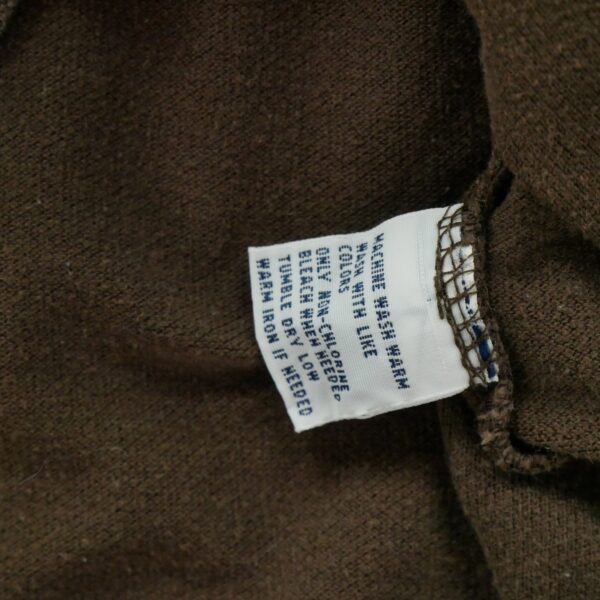 MACHINE WASH WARM
WASH WITH LIKE
COLORS
ONLY NON-CHLORINE
BLEACH WHEN NEEDED
TUMBLE DRY LOW
WARM IRON IF NEEDED